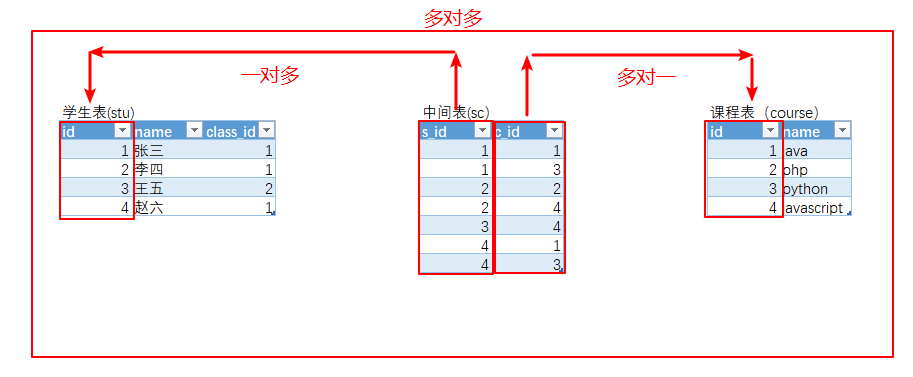 多对多
一对多
多对一
学生表(stu)
id name class_id
1 张三 1
2 李四 1
3 王五 2
4 赵六 1
中间表(sc)
s_id c_id
1 1
1 3
2 2
2 4
3 4
4 1
4 3
课程表（course）
id name
1 java
2 php
3 python
4 javascript